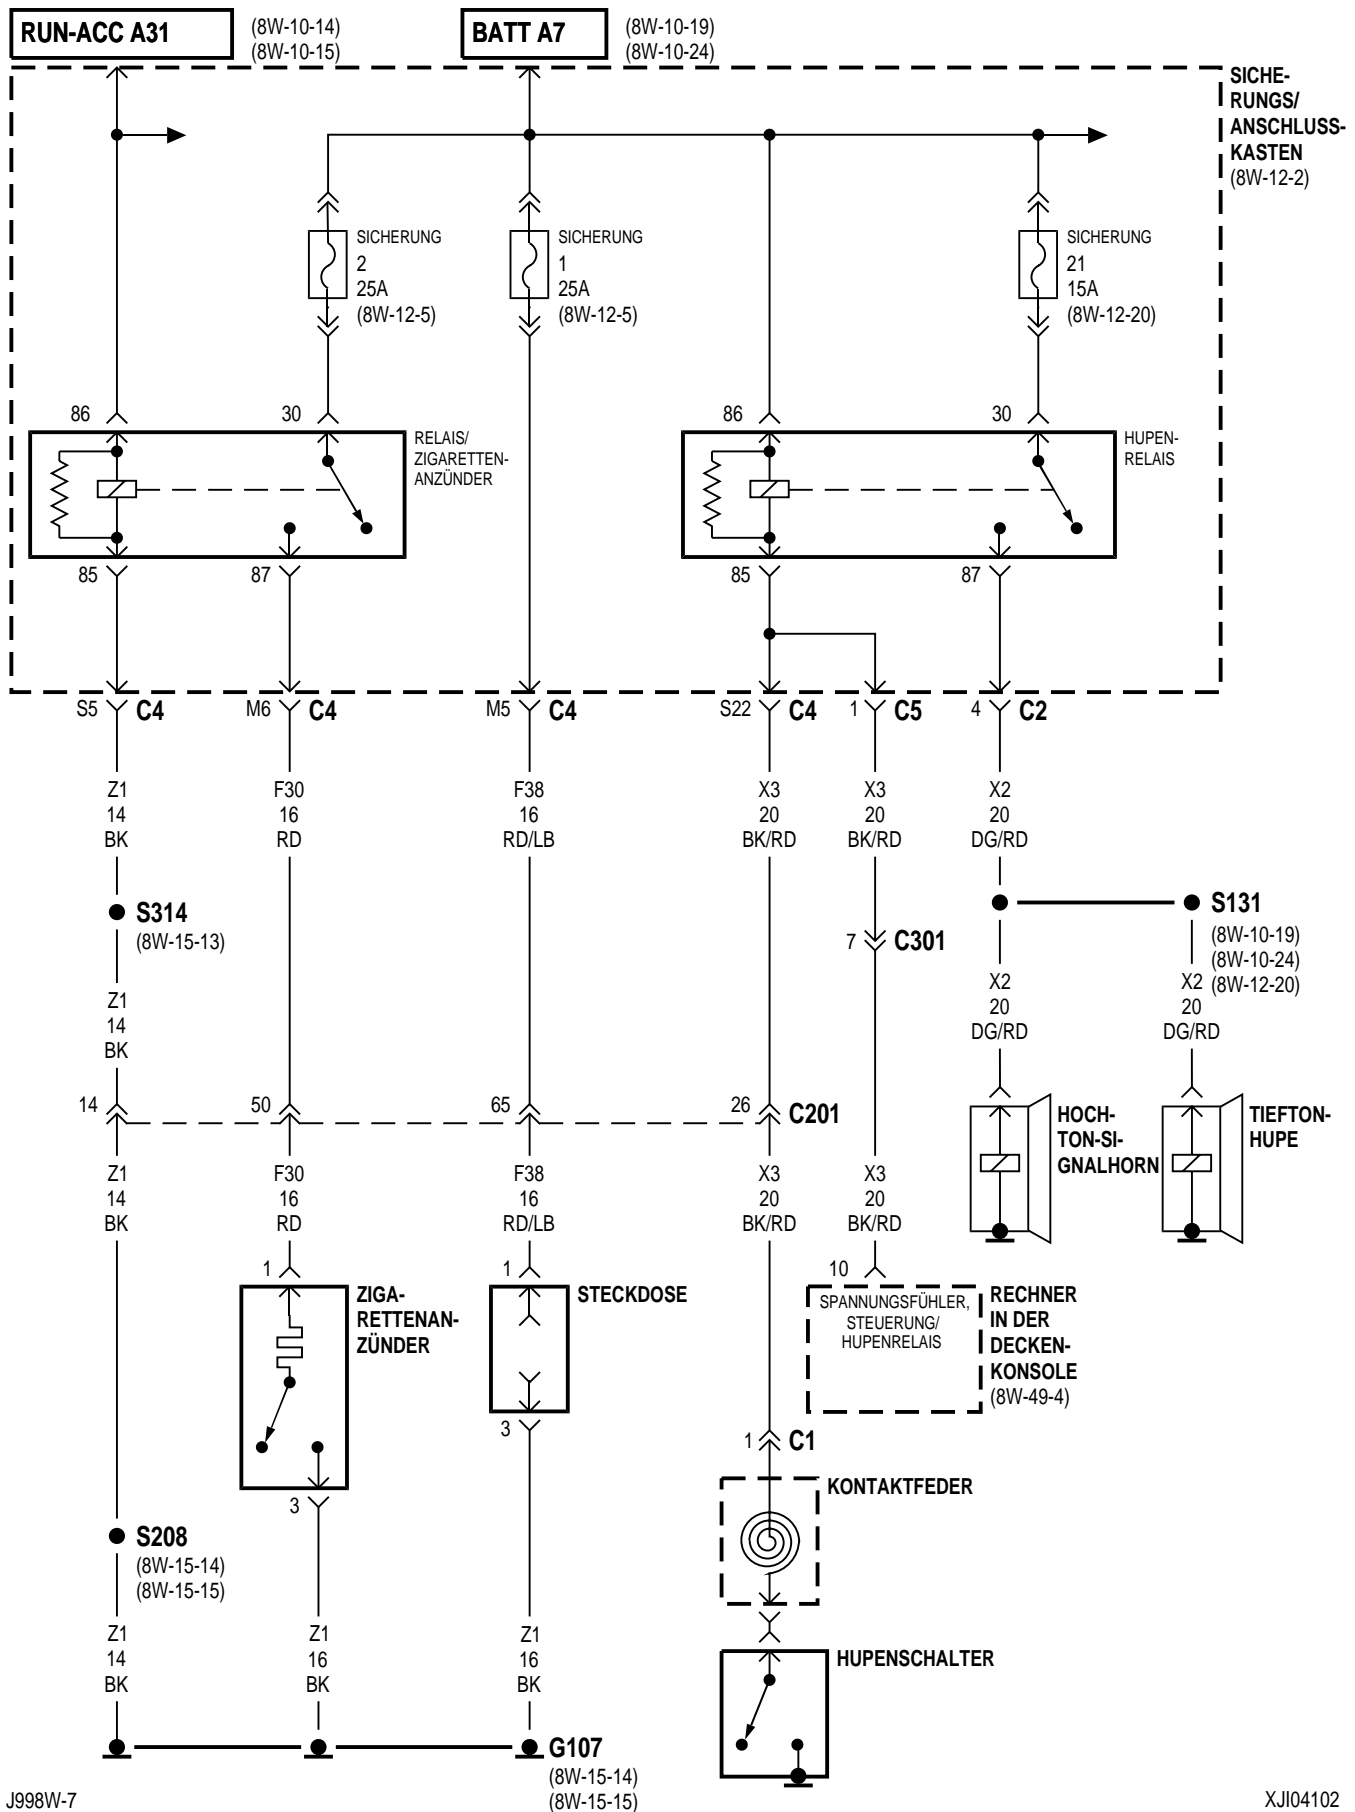 RUN-ACC A31
(8W-10-14)
(8W-10-15)
BATT A7
(8W-10-19)
(8W-10-24)
SICHE-
RUNGS/
ANSCHLUSS-
KASTEN
(8W-12-2)
SICHERUNG
2
25A
(8W-12-5)
SICHERUNG
1
25A
(8W-12-5)
SICHERUNG
21
15A
(8W-12-20)
86
30
RELAIS/
ZIGARETTEN-
ANZÜNDER
86
30
HUPEN-
RELAIS
85
87
85
87
S5 C4
M6 C4
M5 C4
S22 C4
1 C5
4 C2
Z1
14
BK
F30
16
RD
F38
16
RD/LB
X3
20
BK/RD
X3
20
BK/RD
X2
20
DG/RD
S314
(8W-15-13)
7 C301
S131
(8W-10-19)
(8W-10-24)
(8W-12-20)
Z1
14
BK
X2
20
DG/RD
X2
20
DG/RD
14
50
65
26 C201
HOCH-
TON-SI-
GNALHORN
TIEFTON-
HUPE
Z1
14
BK
F30
16
RD
F38
16
RD/LB
X3
20
BK/RD
X3
20
BK/RD
1
ZIGA-
RETTENAN-
ZÜNDER
1
STECKDOSE
10
SPANNUNGSFÜHLER,
STEUERUNG/
HUPENRELAIS
RECHNER
IN DER
DECKEN-
KONSOLE
(8W-49-4)
3
3
1 C1
KONTAKTFEDER
S208
(8W-15-14)
(8W-15-15)
Z1
14
BK
Z1
16
BK
Z1
16
BK
HUPENSCHALTER
G107
(8W-15-14)
(8W-15-15)
J998W-7
XJI04102